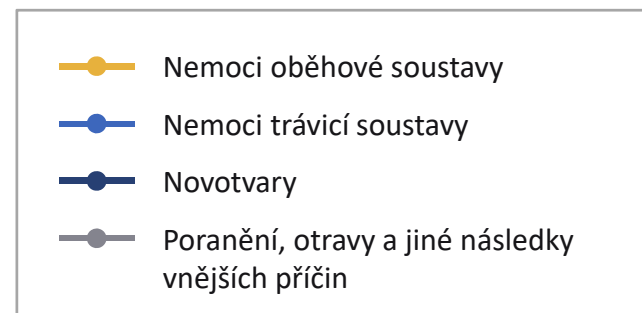 Nemoci oběhové soustavy
Nemoci trávicí soustavy
Novotvary
Poranění, otravy a jiné následky
vnějších příčin